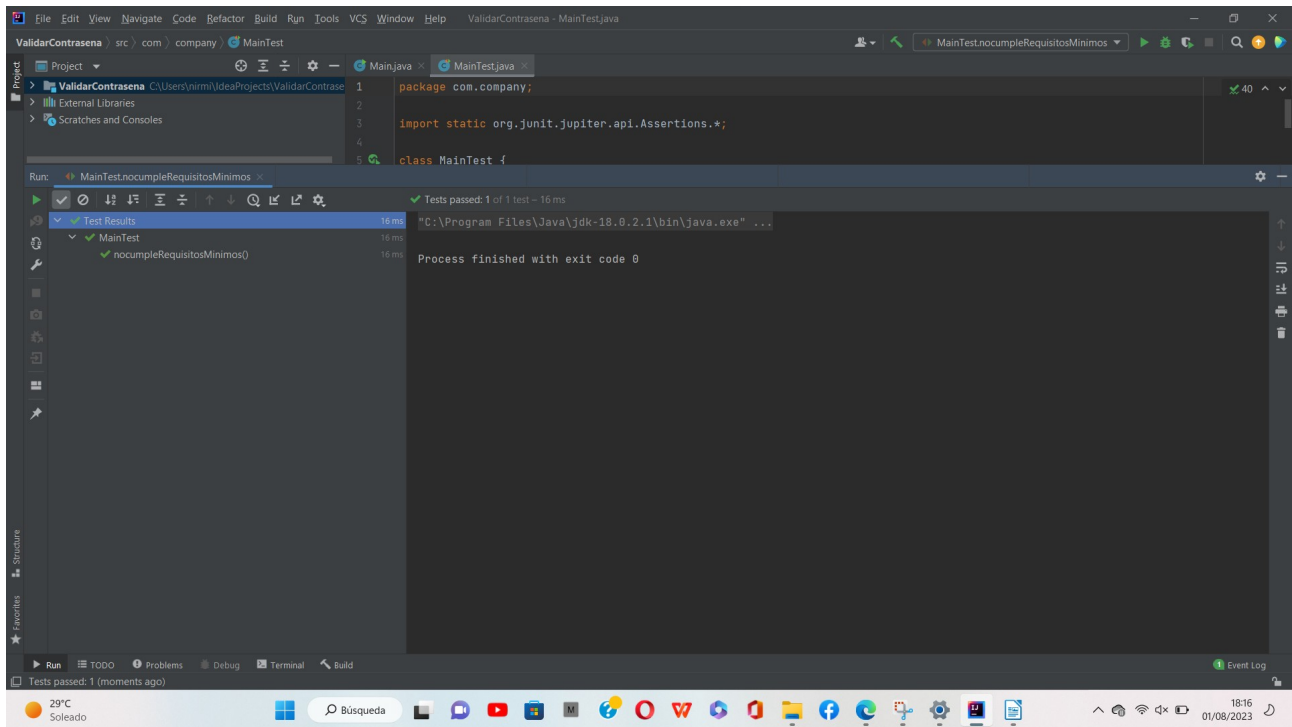 File Edit View Navigate Code Refactor Build Run Tools VCS Window Help ValidarContrasena - MainTest.java
ValidarContrasena src com company MainTest MainTest.nocumpleRequisitosMinimos
Project Project Main.java MainTest.java
ValidarContrasena C:\Users\nirmi\IdeaProjects\ValidarContrase 1 package com.company; 40
External Libraries 2
Scratches and Consoles 3 import static org.junit.jupiter.api.Assertions.*;
4
5 class MainTest {
Run: MainTest.nocumpleRequisitosMinimos
Tests passed: 1 of 1 test – 16 ms
Test Results 16 ms "C:\Program Files\Java\jdk-18.0.2.1\bin\java.exe" ...
MainTest 16 ms
nocumpleRequisitosMinimos() 16 ms Process finished with exit code 0
Structure
Favorites
Run TODO Problems Debug Terminal Build 1 Event Log
Tests passed: 1 (moments ago)
29°C
Soleado
Búsqueda
18:16
01/08/2023